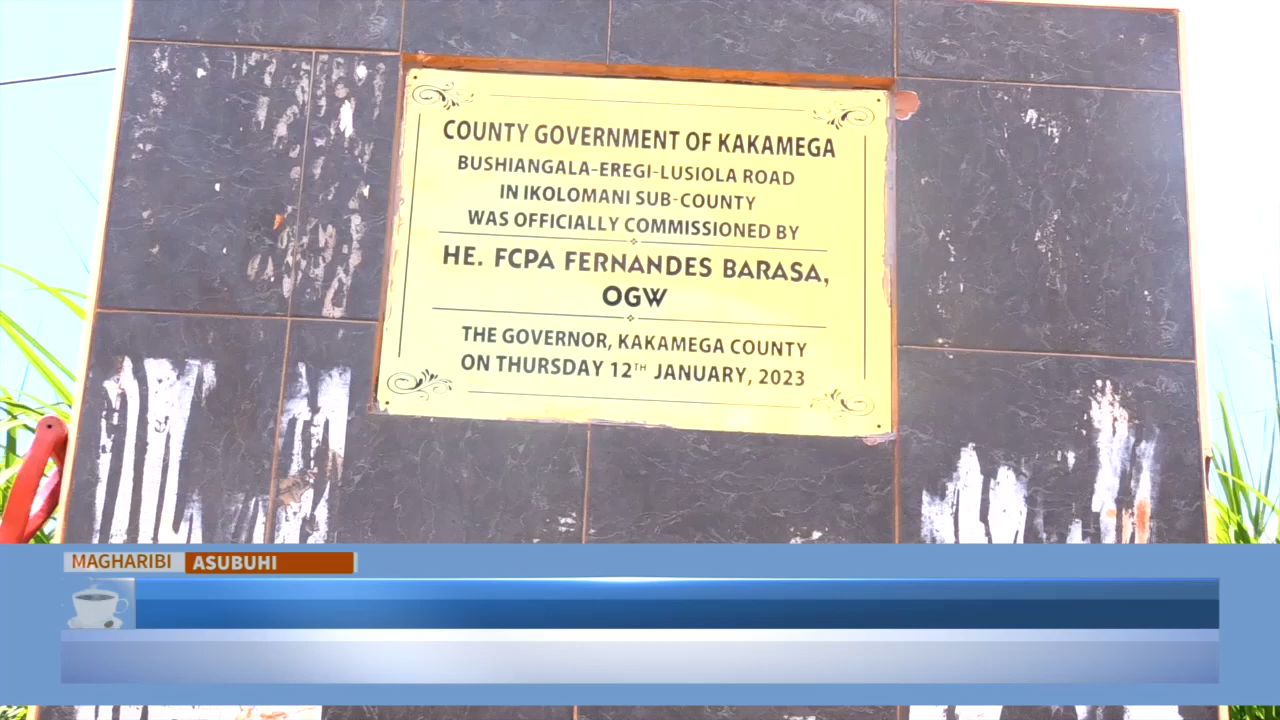 COUNTY GOVERNMENT OF KAKAMEGA
BUSHIANGALA-EREGI-LUSIOLA ROAD
IN IKOLOMANI SUB-COUNTY
WAS OFFICIALLY COMMISSIONED BY
HE. FCPA FERNANDES BARASA,
OGW
THE GOVERNOR, KAKAMEGA COUNTY
ON THURSDAY 12TH JANUARY, 2023
MAGHARIBI ASUBUHI